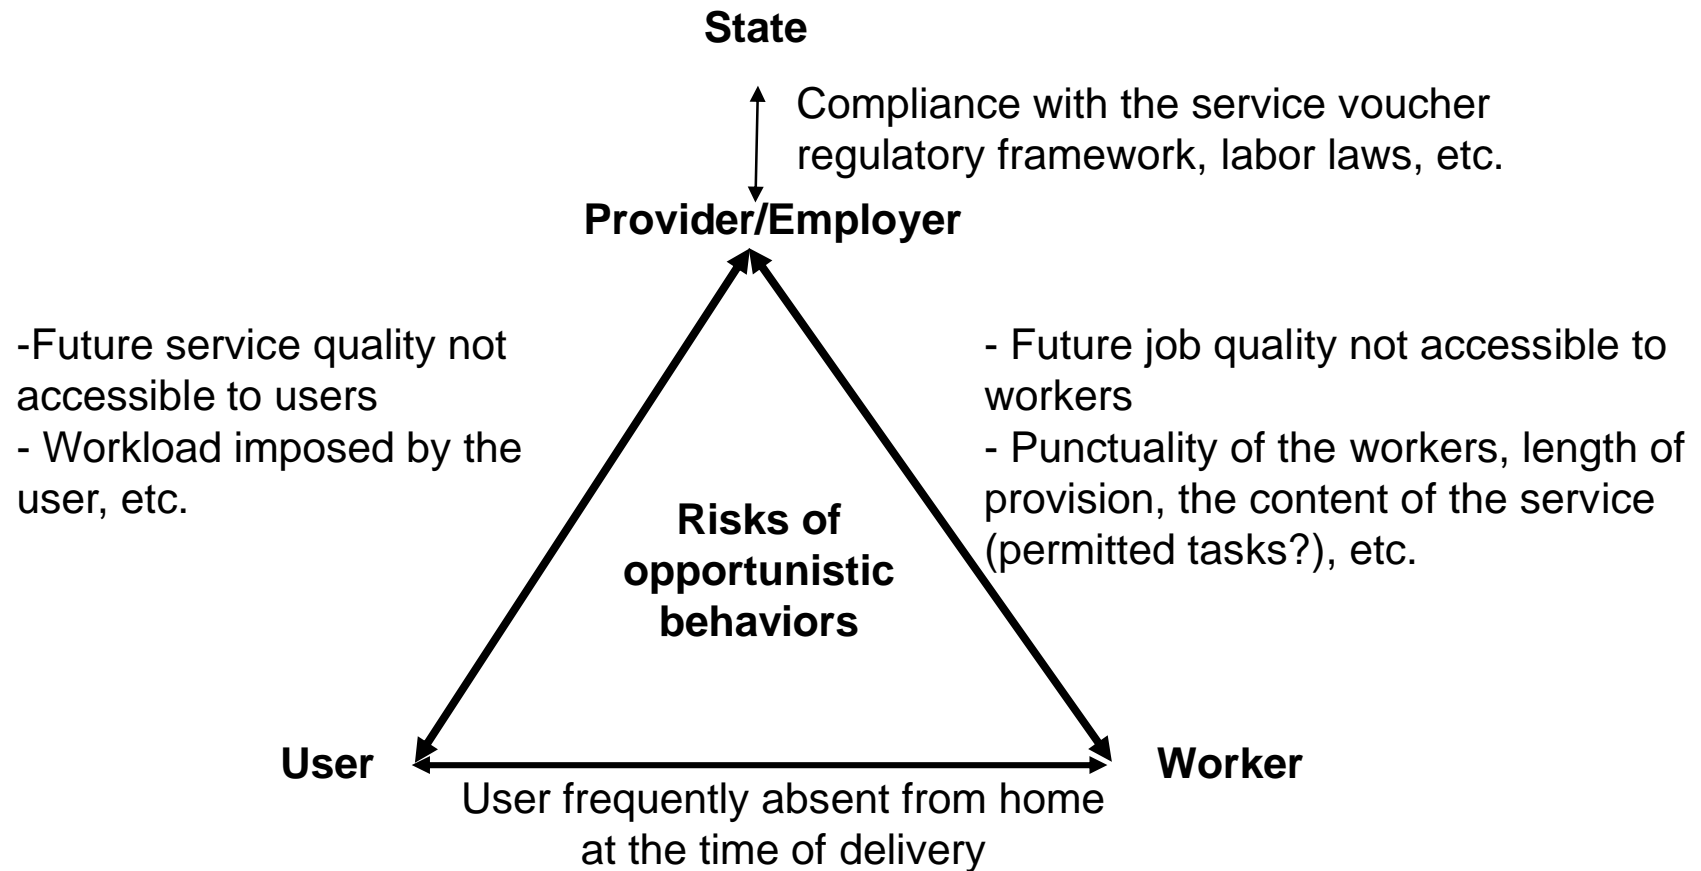 State
Compliance with the service voucher
regulatory framework, labor laws, etc.
Provider/Employer
-Future service quality not
accessible to users
- Workload imposed by the
user, etc.
- Future job quality not accessible to
workers
- Punctuality of the workers, length of
provision, the content of the service
(permitted tasks?), etc.
Risks of
opportunistic
behaviors
User
Worker
User frequently absent from home
at the time of delivery